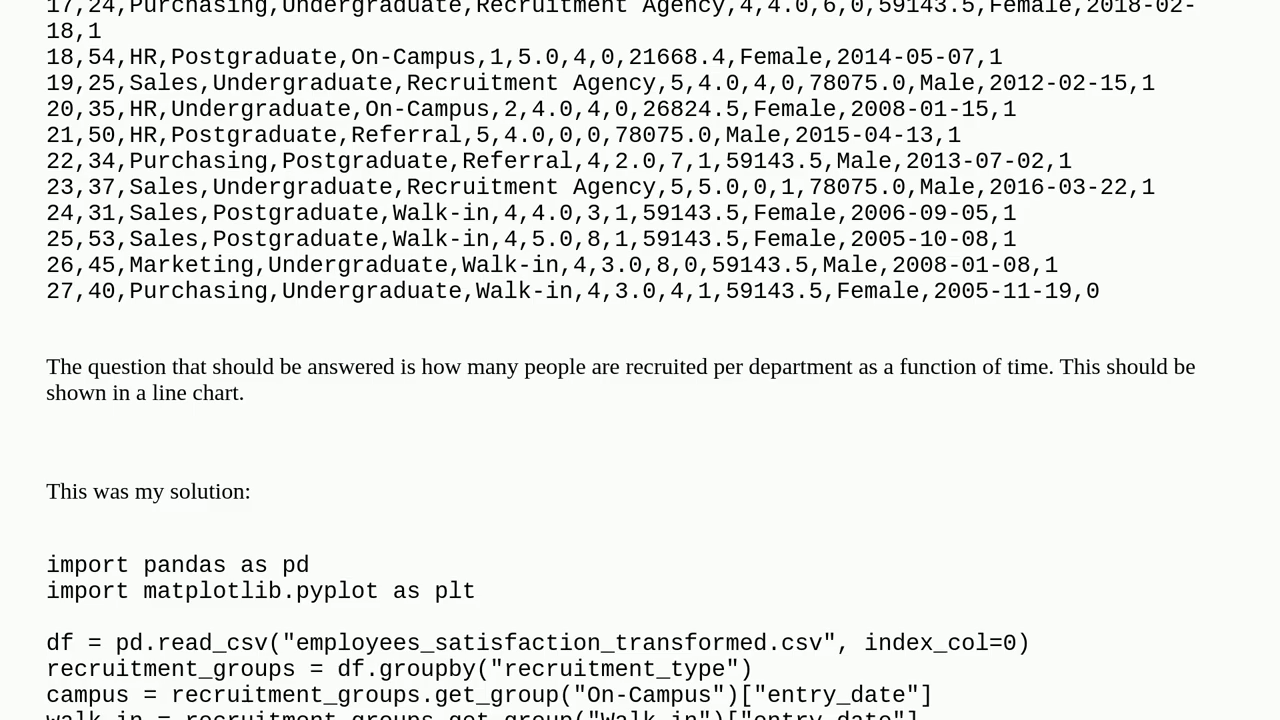 17,24,Purchasing,Undergraduate,Recruitment Agency,4,4.0,6,0,59143.5,Female,2018-02-
18,1
18,54,HR,Postgraduate,On-Campus,1,5.0,4,0,21668.4,Female,2014-05-07,1
19,25,Sales,Undergraduate,Recruitment Agency,5,4.0,4,0,78075.0,Male,2012-02-15,1
20,35,HR,Undergraduate,On-Campus,2,4.0,4,0,26824.5,Female,2008-01-15,1
21,50,HR,Postgraduate,Referral,5,4.0,0,0,78075.0,Male,2015-04-13,1
22,34,Purchasing,Postgraduate,Referral,4,2.0,7,1,59143.5,Male,2013-07-02,1
23,37,Sales,Undergraduate,Recruitment Agency,5,5.0,0,1,78075.0,Male,2016-03-22,1
24,31,Sales,Postgraduate,Walk-in,4,4.0,3,1,59143.5,Female,2006-09-05,1
25,53,Sales,Postgraduate,Walk-in,4,5.0,8,1,59143.5,Female,2005-10-08,1
26,45,Marketing,Undergraduate,Walk-in,4,3.0,8,0,59143.5,Male,2008-01-08,1
27,40,Purchasing,Undergraduate,Walk-in,4,3.0,4,1,59143.5,Female,2005-11-19,0
The question that should be answered is how many people are recruited per department as a function of time. This should be
shown in a line chart.
This was my solution:
import pandas as pd
import matplotlib.pyplot as plt
df = pd.read_csv("employees_satisfaction_transformed.csv", index_col=0)
recruitment_groups = df.groupby("recruitment_type")
campus = recruitment_groups.get_group("On-Campus")["entry_date"]
walk_in = recruitment_groups.get_group("Walk-in")["entry_date"]